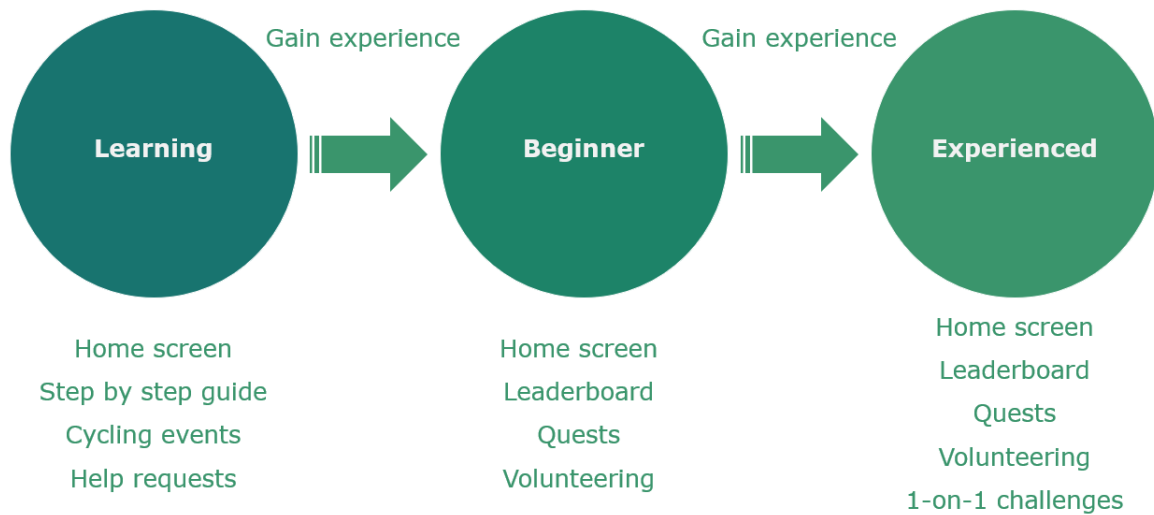 Gain experience
Gain experience
Learning
Beginner
Experienced
Home screen
Step by step guide
Cycling events
Help requests
Home screen
Leaderboard
Quests
Volunteering
Home screen
Leaderboard
Quests
Volunteering
1-on-1 challenges